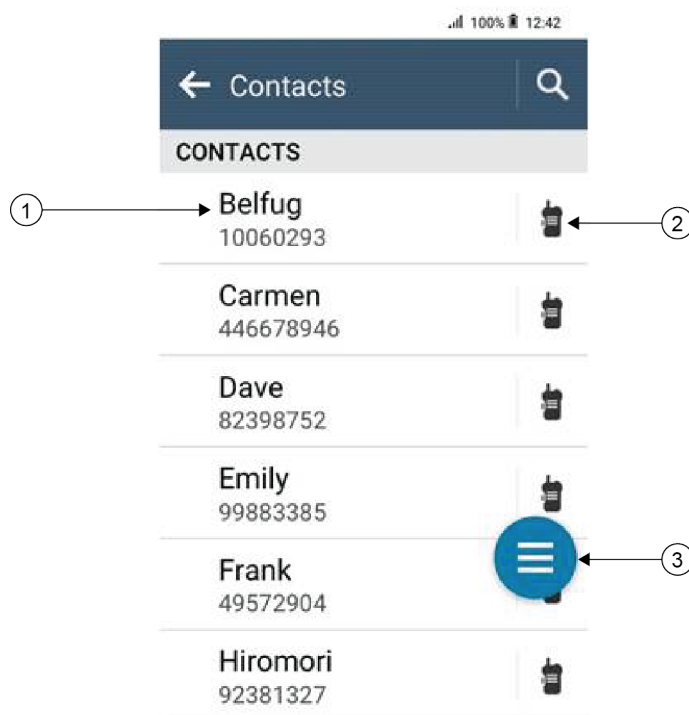 100% 12:42
Contacts
CONTACTS
1
Belfug
10060293
2
Carmen
446678946
Dave
82398752
Emily
99883385
3
Frank
49572904
Hiromori
92381327